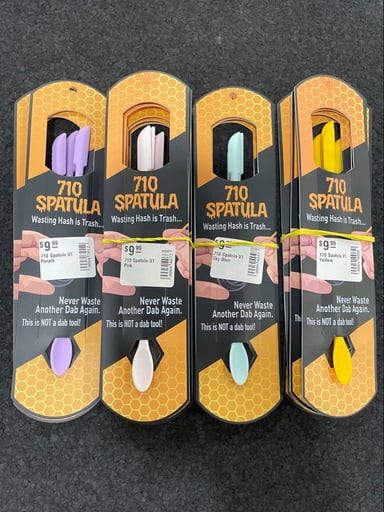 710
SPATULA
Wasting Hash is Trash...
$9.90
710 Spatula V1
Purple
Never Waste
Another Dab Again.
This is NOT a dab tool!
710
SPATULA
Wasting Hash is Trash...
$9.90
710 Spatula V1
Pink
Never Waste
Another Dab Again.
This is NOT a dab tool!
710
SPATULA
Wasting Hash is Trash...
$9
710 Spatula V1
Sky Blue
Never Waste
Another Dab Again.
This is NOT a dab tool!
710
SPATULA
Wasting Hash is Trash...
$9.90
710 Spatula V1
Yellow
Never Waste
Another Dab Again.
This is NOT a dab tool!